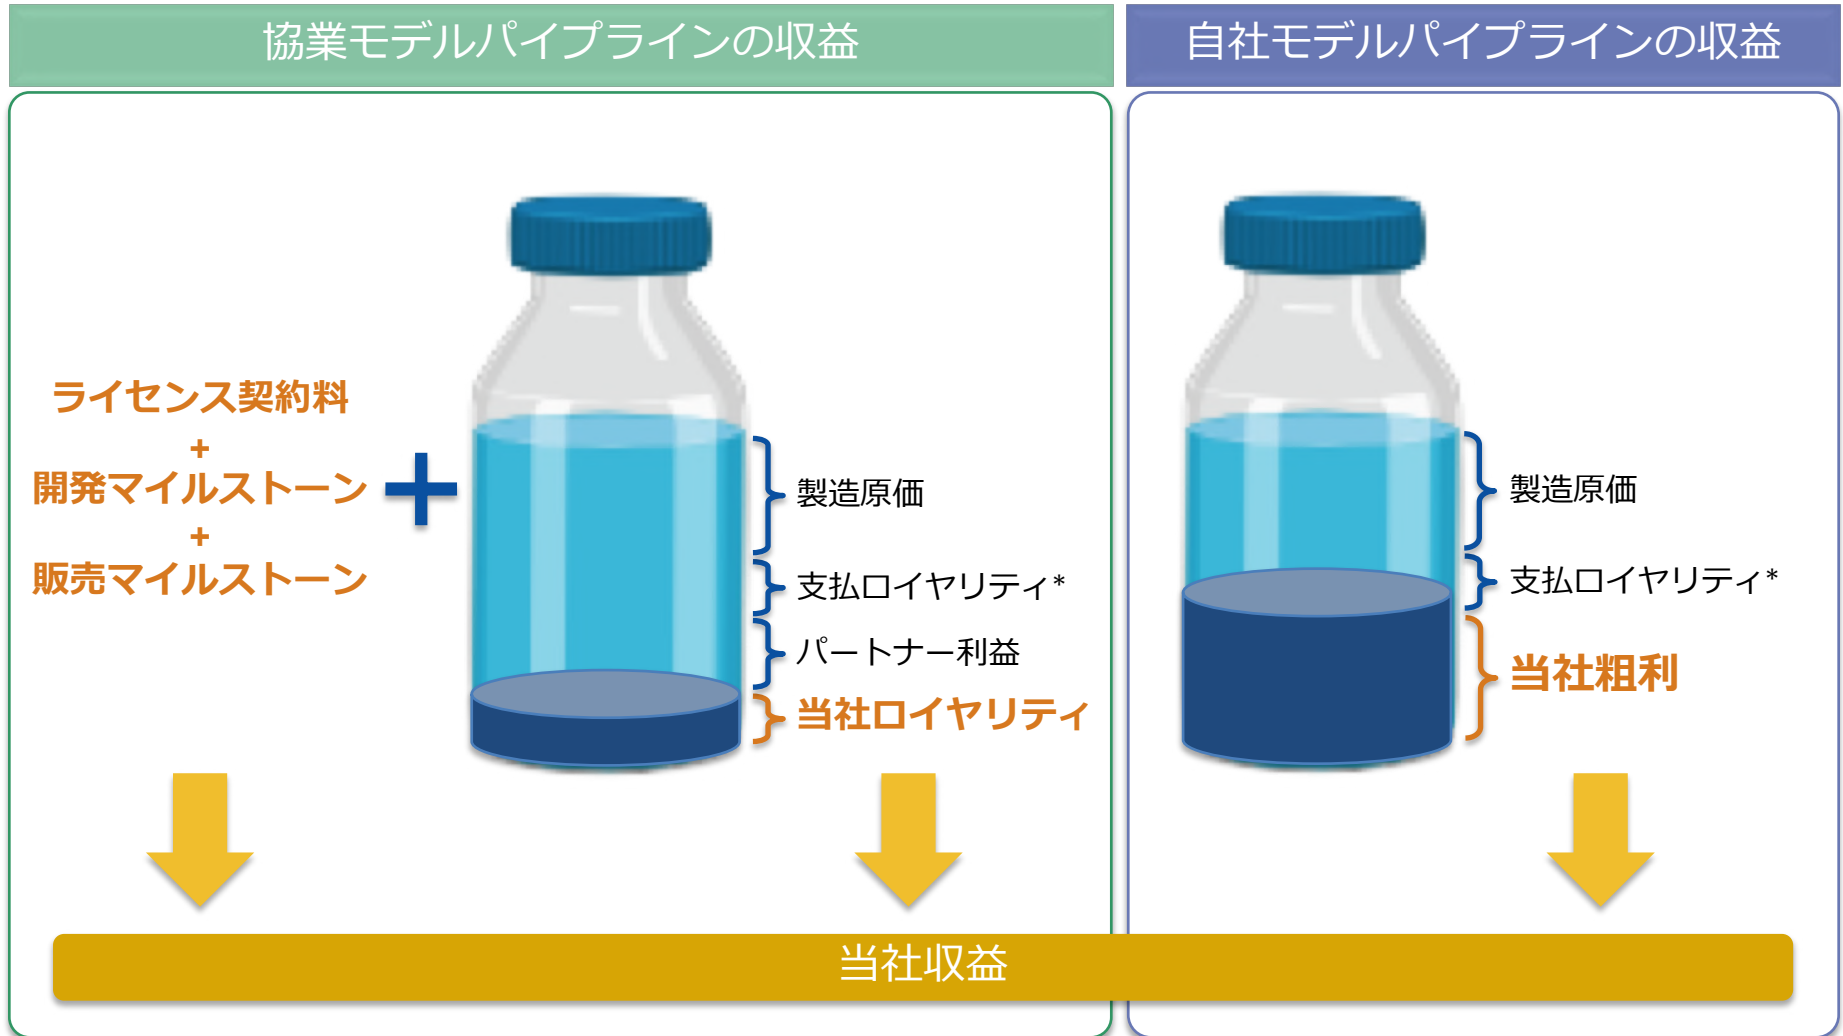 協業モデルパイプラインの収益
自社モデルパイプラインの収益
ライセンス契約料
+
開発マイルストーン
+
販売マイルストーン
+
製造原価
支払ロイヤリティ*
パートナー利益
当社ロイヤリティ
製造原価
支払ロイヤリティ*
当社粗利
当社収益